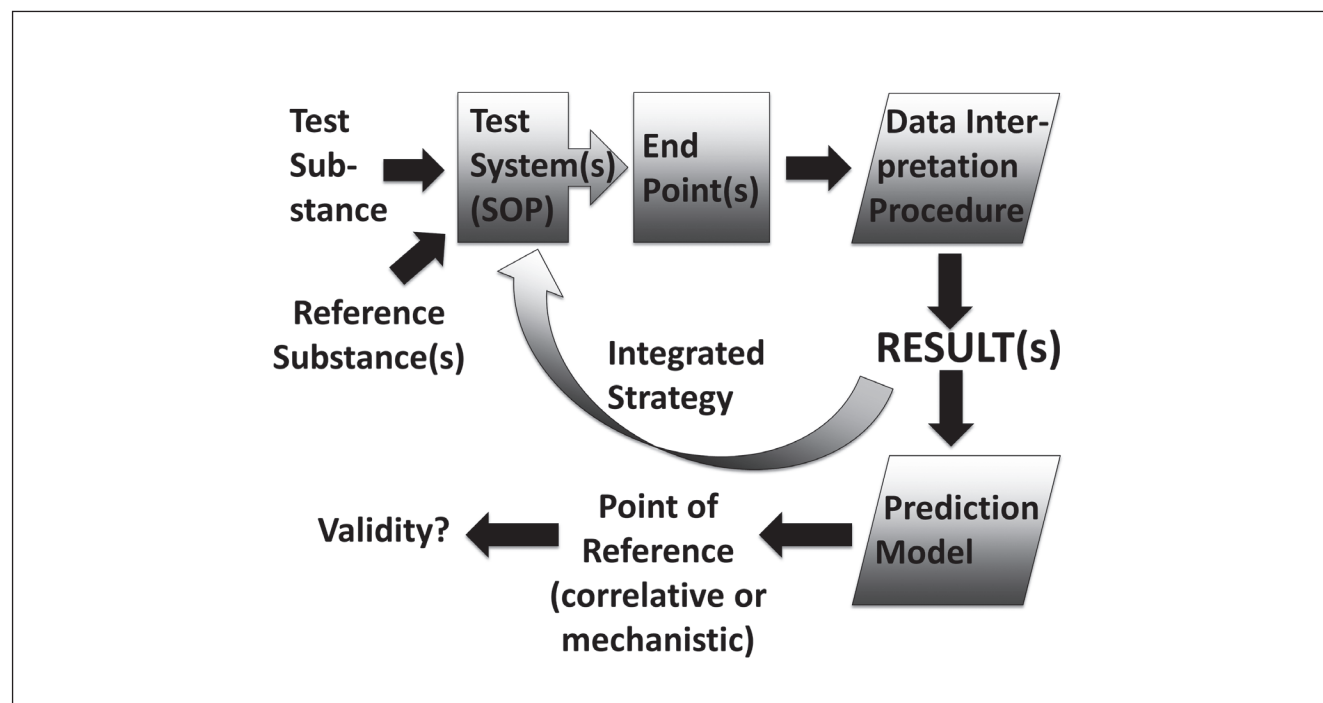 Test
Sub-
stance
Test
System(s)
(SOP)
End
Point(s)
Data Inter-
pretation
Procedure
Reference
Substance(s)
Integrated
Strategy
RESULT(s)
Prediction
Model
Point of
Reference
(correlative or
mechanistic)
Validity?